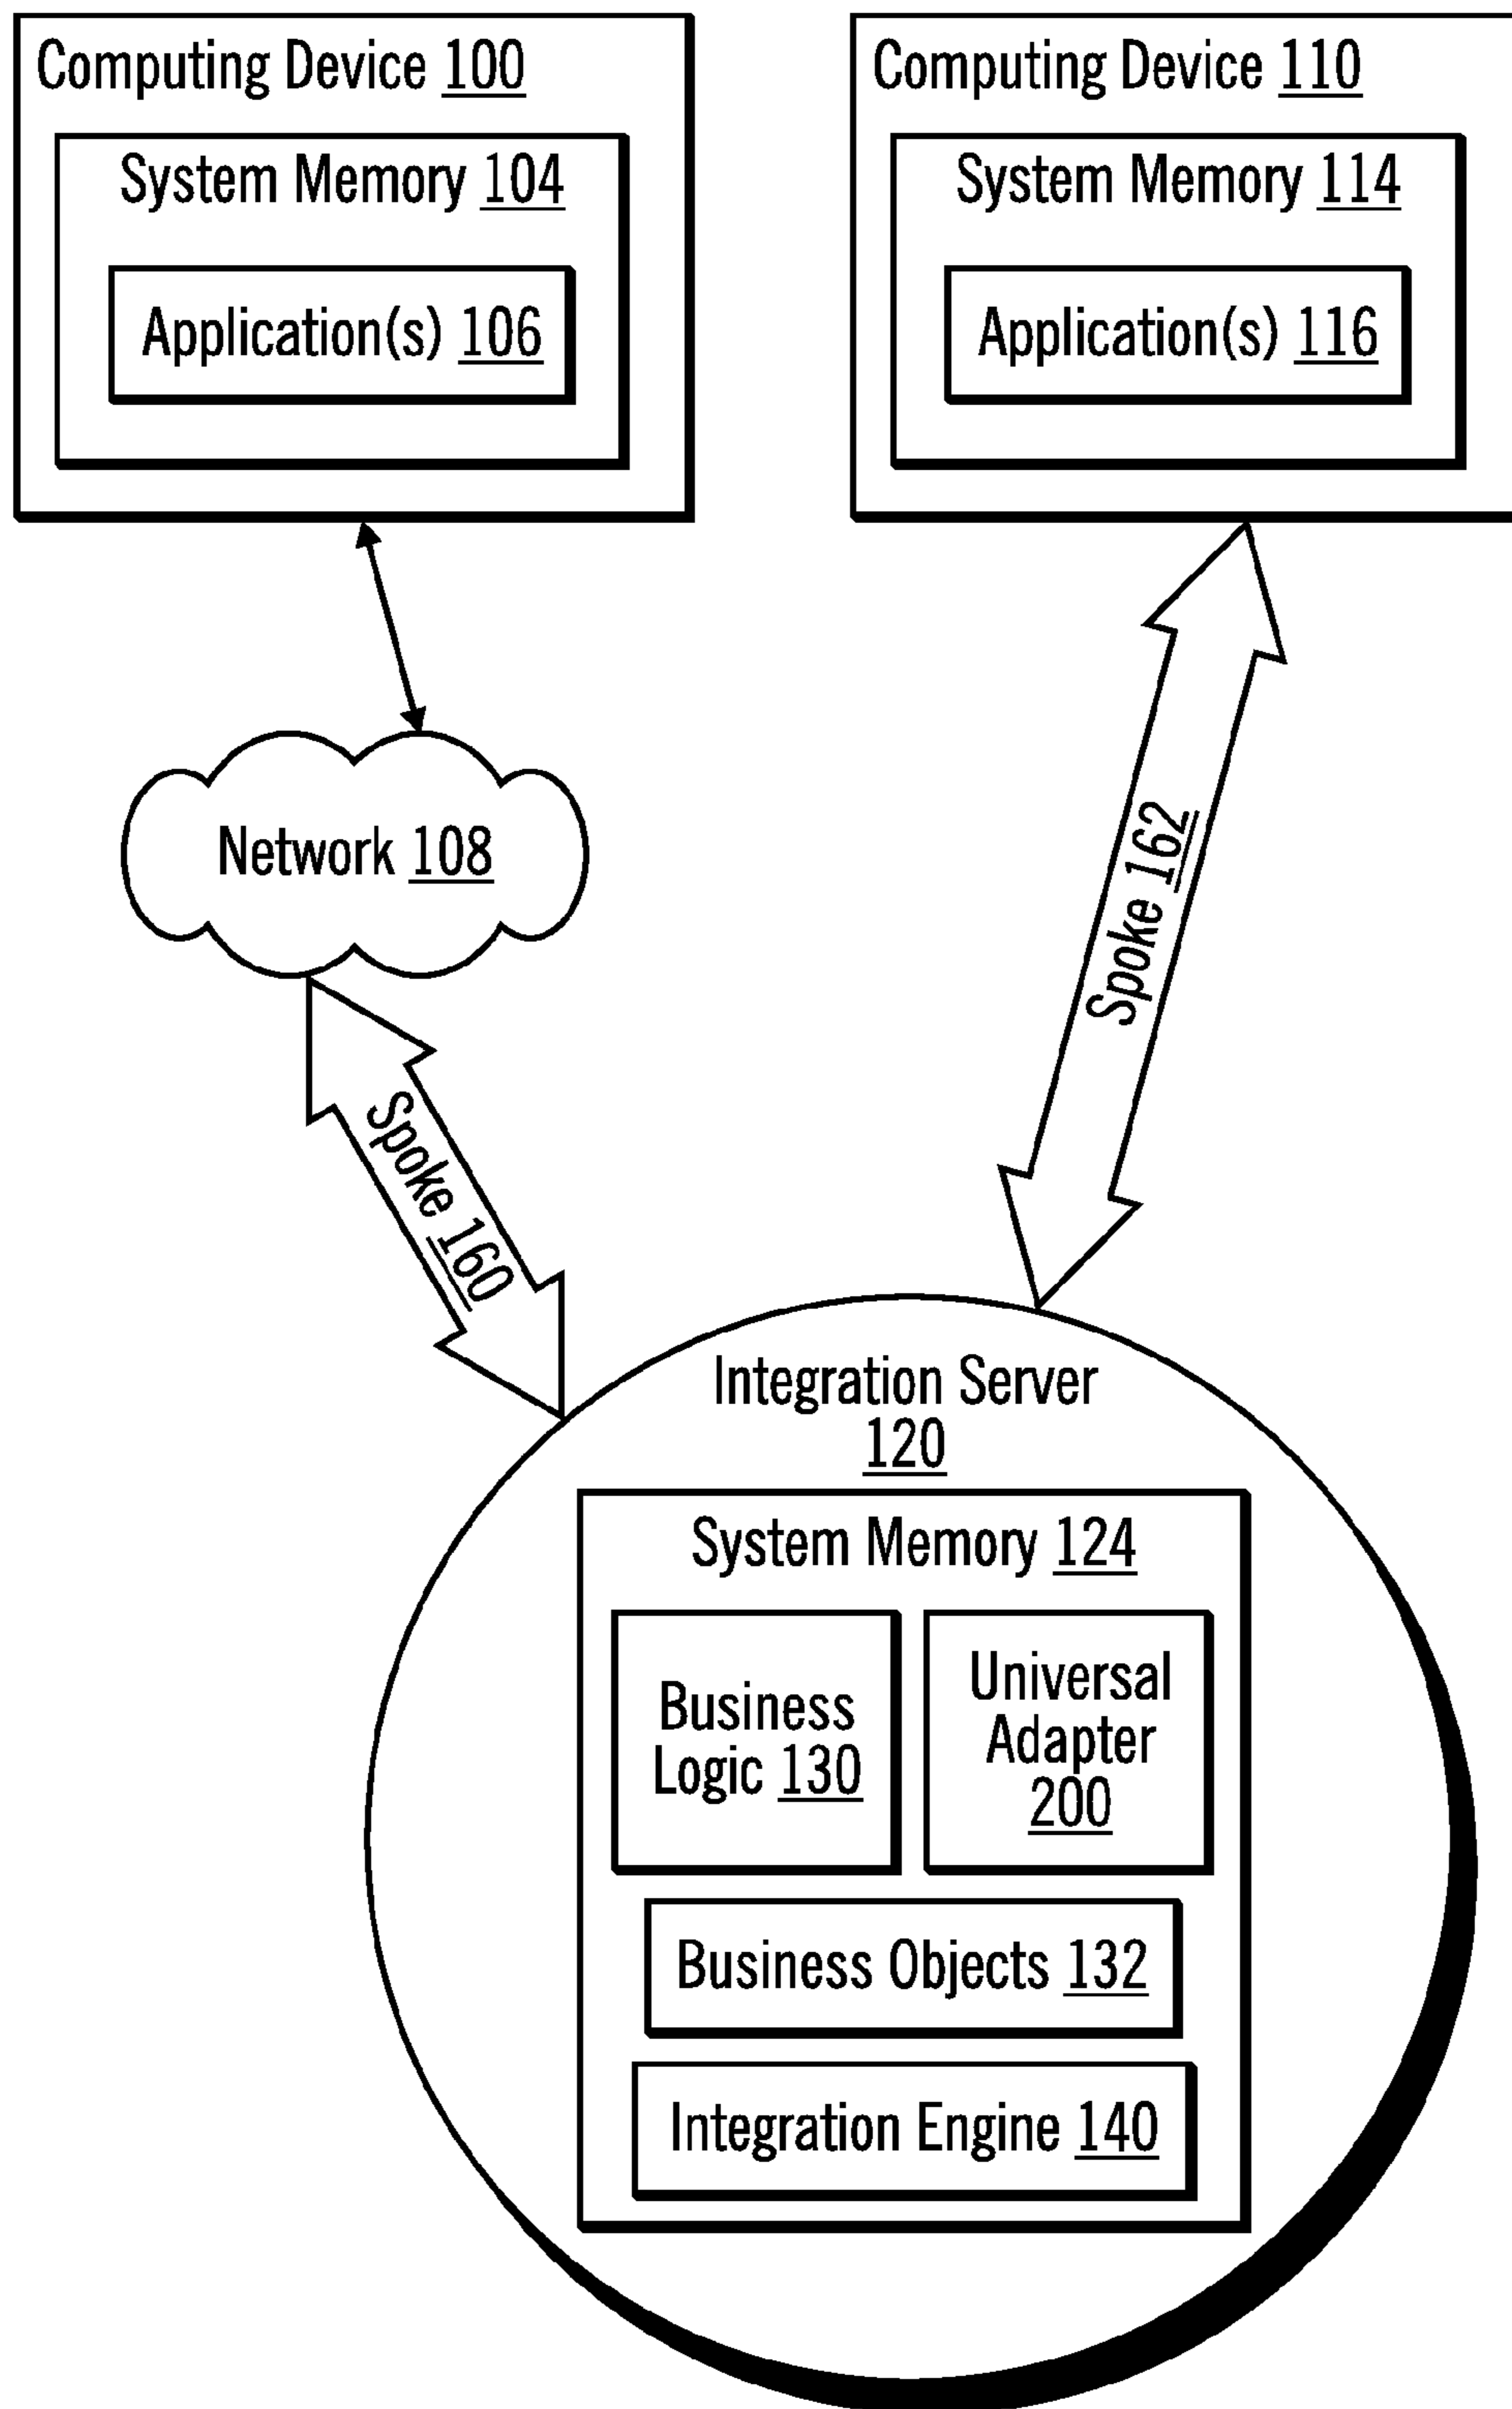 Computing Device 100
System Memory 104
Application(s) 106
Computing Device 110
System Memory 114
Application(s) 116
Network 108
Spoke 162
Spoke 160
Integration Server
120
System Memory 124
Business
Logic 130
Universal
Adapter
200
Business Objects 132
Integration Engine 140